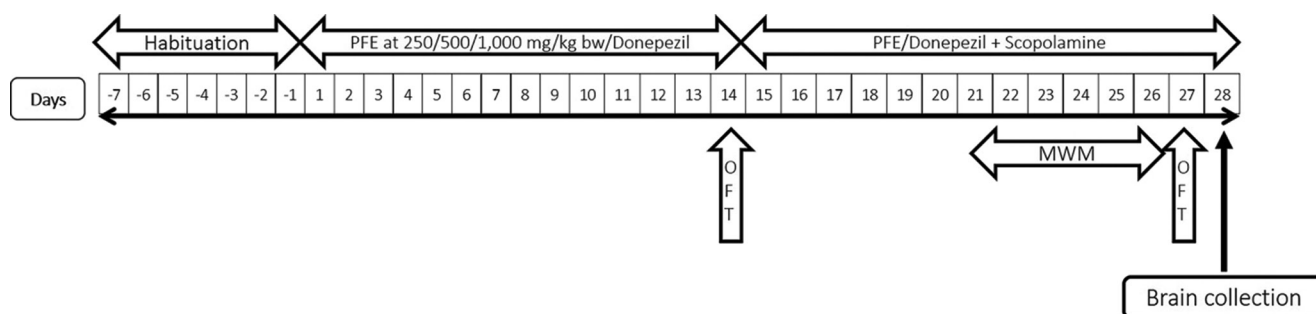 Habituation PFE at 250/500/1,000 mg/kg bw/Donepezil PFE/Donepezil + Scopolamine
Days -7 -6 -5 -4 -3 -2 -1 1 2 3 4 5 6 7 8 9 10 11 12 13 14 15 16 17 18 19 20 21 22 23 24 25 26 27 28
OFT MWM OFT
Brain collection